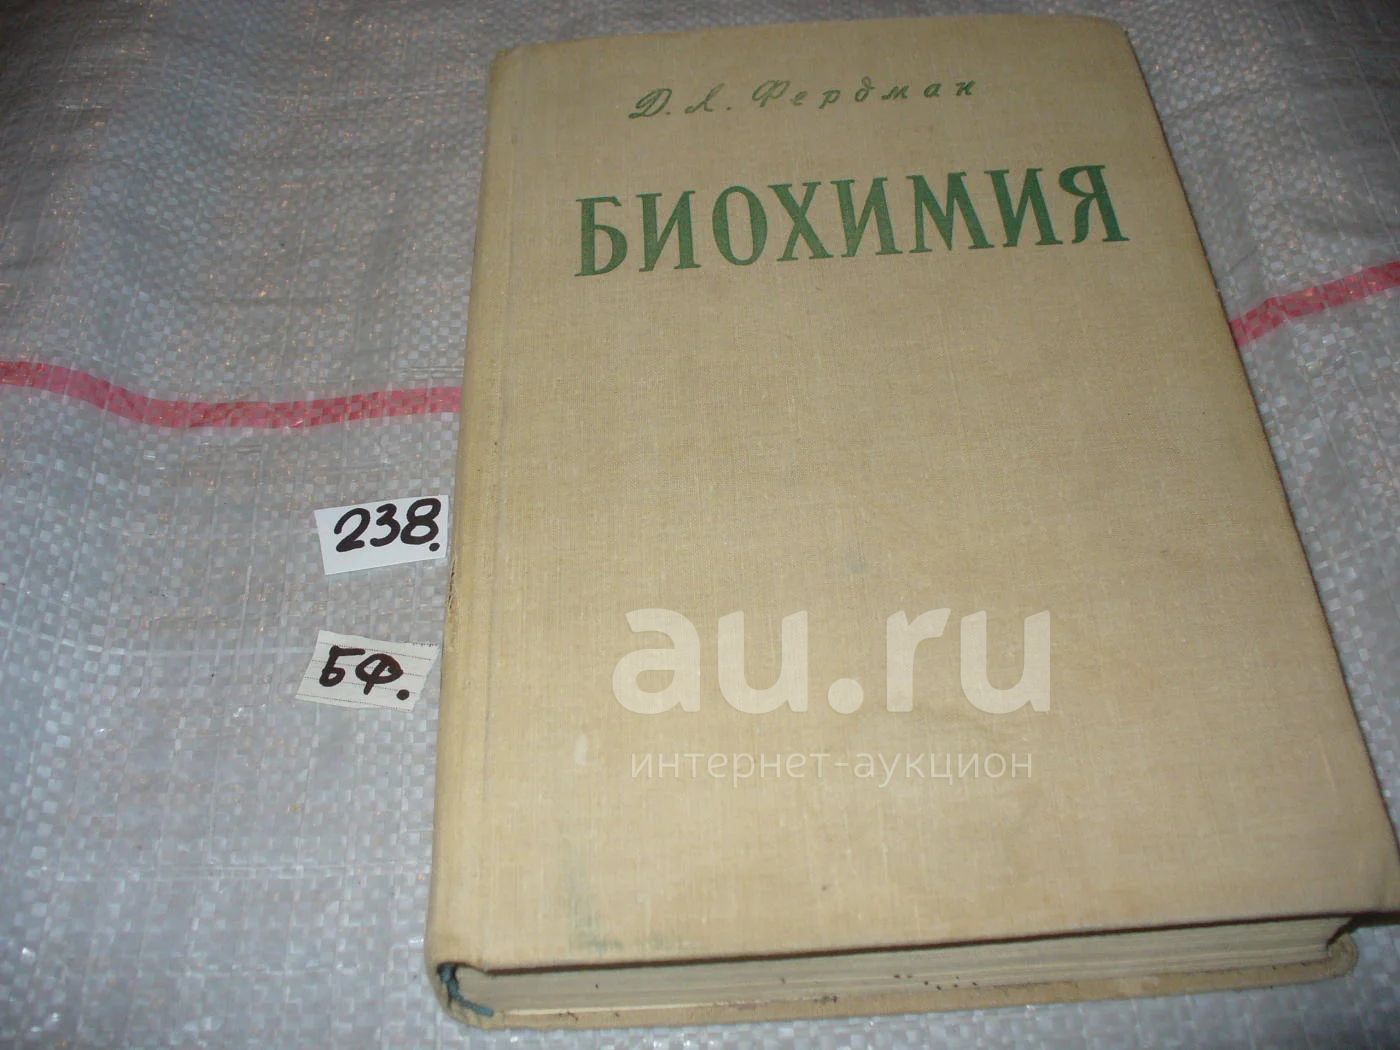 Д. Л. Фердман
БИОХИМИЯ
238.
БФ.
au.ru
интернет-аукцион